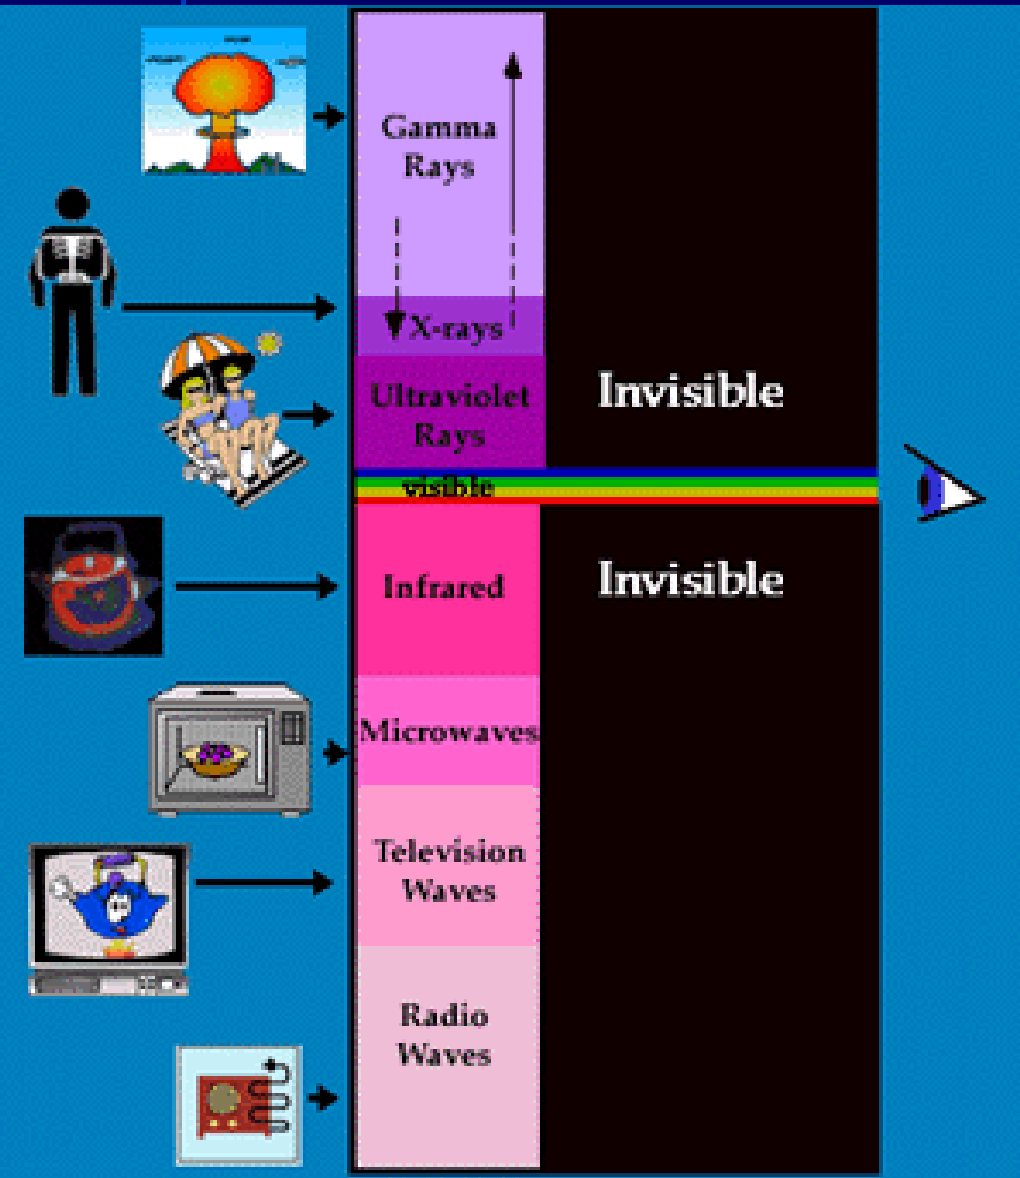 Gamma
Rays
X-rays
Ultraviolet
Rays
Invisible
visible
Infrared
Invisible
Microwaves
Television
Waves
Radio
Waves